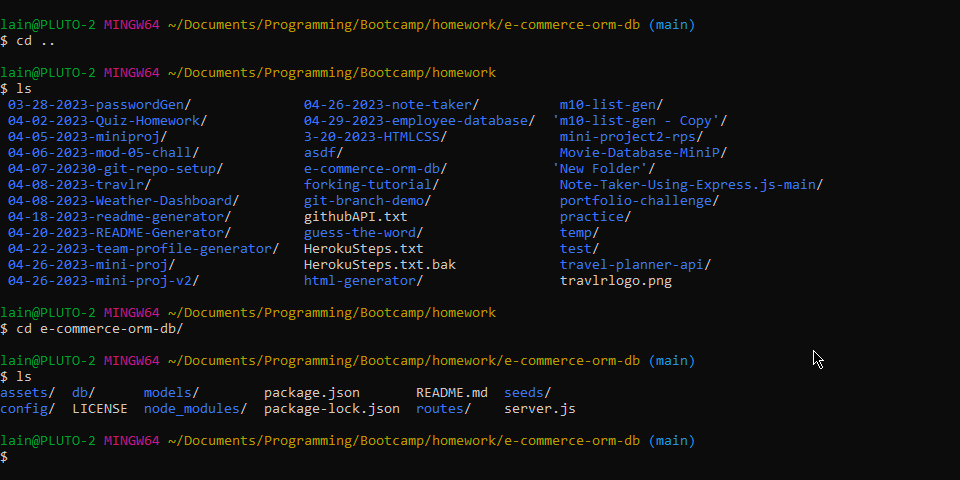 lain@PLUTO-2 MINGW64 ~/Documents/Programming/Bootcamp/homework/e-commerce-orm-db (main)
$ cd ..
lain@PLUTO-2 MINGW64 ~/Documents/Programming/Bootcamp/homework
$ ls
03-28-2023-passwordGen/ 04-26-2023-note-taker/ m10-list-gen/
04-02-2023-Quiz-Homework/ 04-29-2023-employee-database/ 'm10-list-gen - Copy'/
04-05-2023-miniproj/ 3-20-2023-HTMLCSS/ mini-project2-rps/
04-06-2023-mod-05-chall/ asdf/ Movie-Database-MiniP/
04-07-20230-git-repo-setup/ e-commerce-orm-db/ 'New Folder'/
04-08-2023-travlr/ forking-tutorial/ Note-Taker-Using-Express.js-main/
04-08-2023-Weather-Dashboard/ git-branch-demo/ portfolio-challenge/
04-18-2023-readme-generator/ githubAPI.txt practice/
04-20-2023-README-Generator/ guess-the-word/ temp/
04-22-2023-team-profile-generator/ HerokuSteps.txt test/
04-26-2023-mini-proj/ HerokuSteps.txt.bak travel-planner-api/
04-26-2023-mini-proj-v2/ html-generator/ travlrlogo.png
lain@PLUTO-2 MINGW64 ~/Documents/Programming/Bootcamp/homework
$ cd e-commerce-orm-db/
lain@PLUTO-2 MINGW64 ~/Documents/Programming/Bootcamp/homework/e-commerce-orm-db (main)
$ ls
assets/ db/ models/ package.json README.md seeds/
config/ LICENSE node_modules/ package-lock.json routes/ server.js
lain@PLUTO-2 MINGW64 ~/Documents/Programming/Bootcamp/homework/e-commerce-orm-db (main)
$